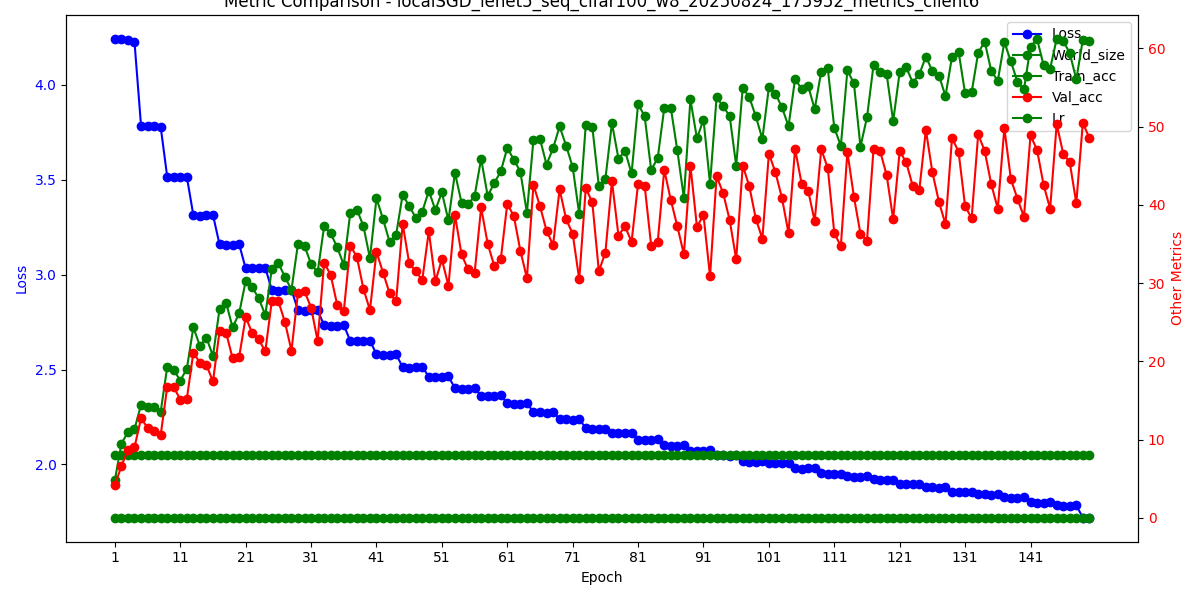 Metric Comparison - localSGD_lenet5_seq_cifar100_w8_20250824_175952_metrics_client6
Loss
World_size
Train_acc
Val_acc
Lr
4.0
3.5
3.0
2.5
2.0
Loss
60
50
40
30
20
10
0
Other Metrics
1 11 21 31 41 51 61 71 81 91 101 111 121 131 141
Epoch